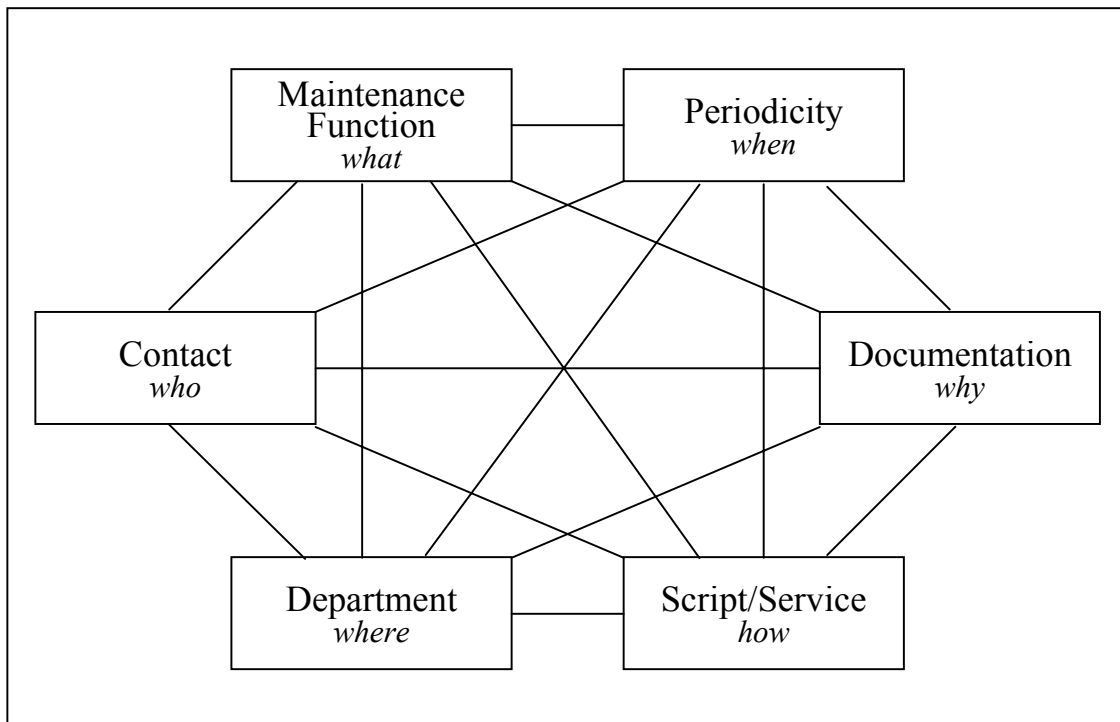 Maintenance
Function
what
Periodicity
when
Contact
who
Documentation
why
Department
where
Script/Service
how